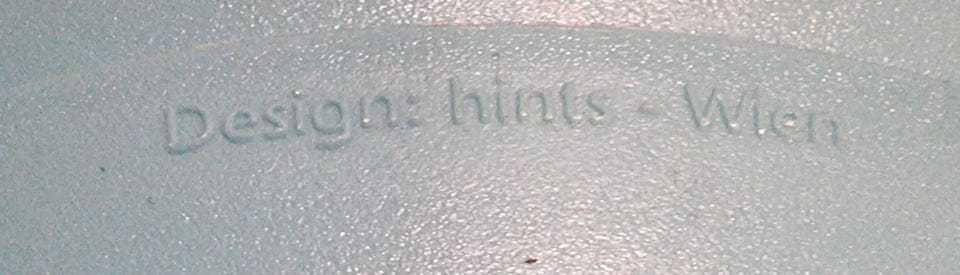 Design: hints - Wien